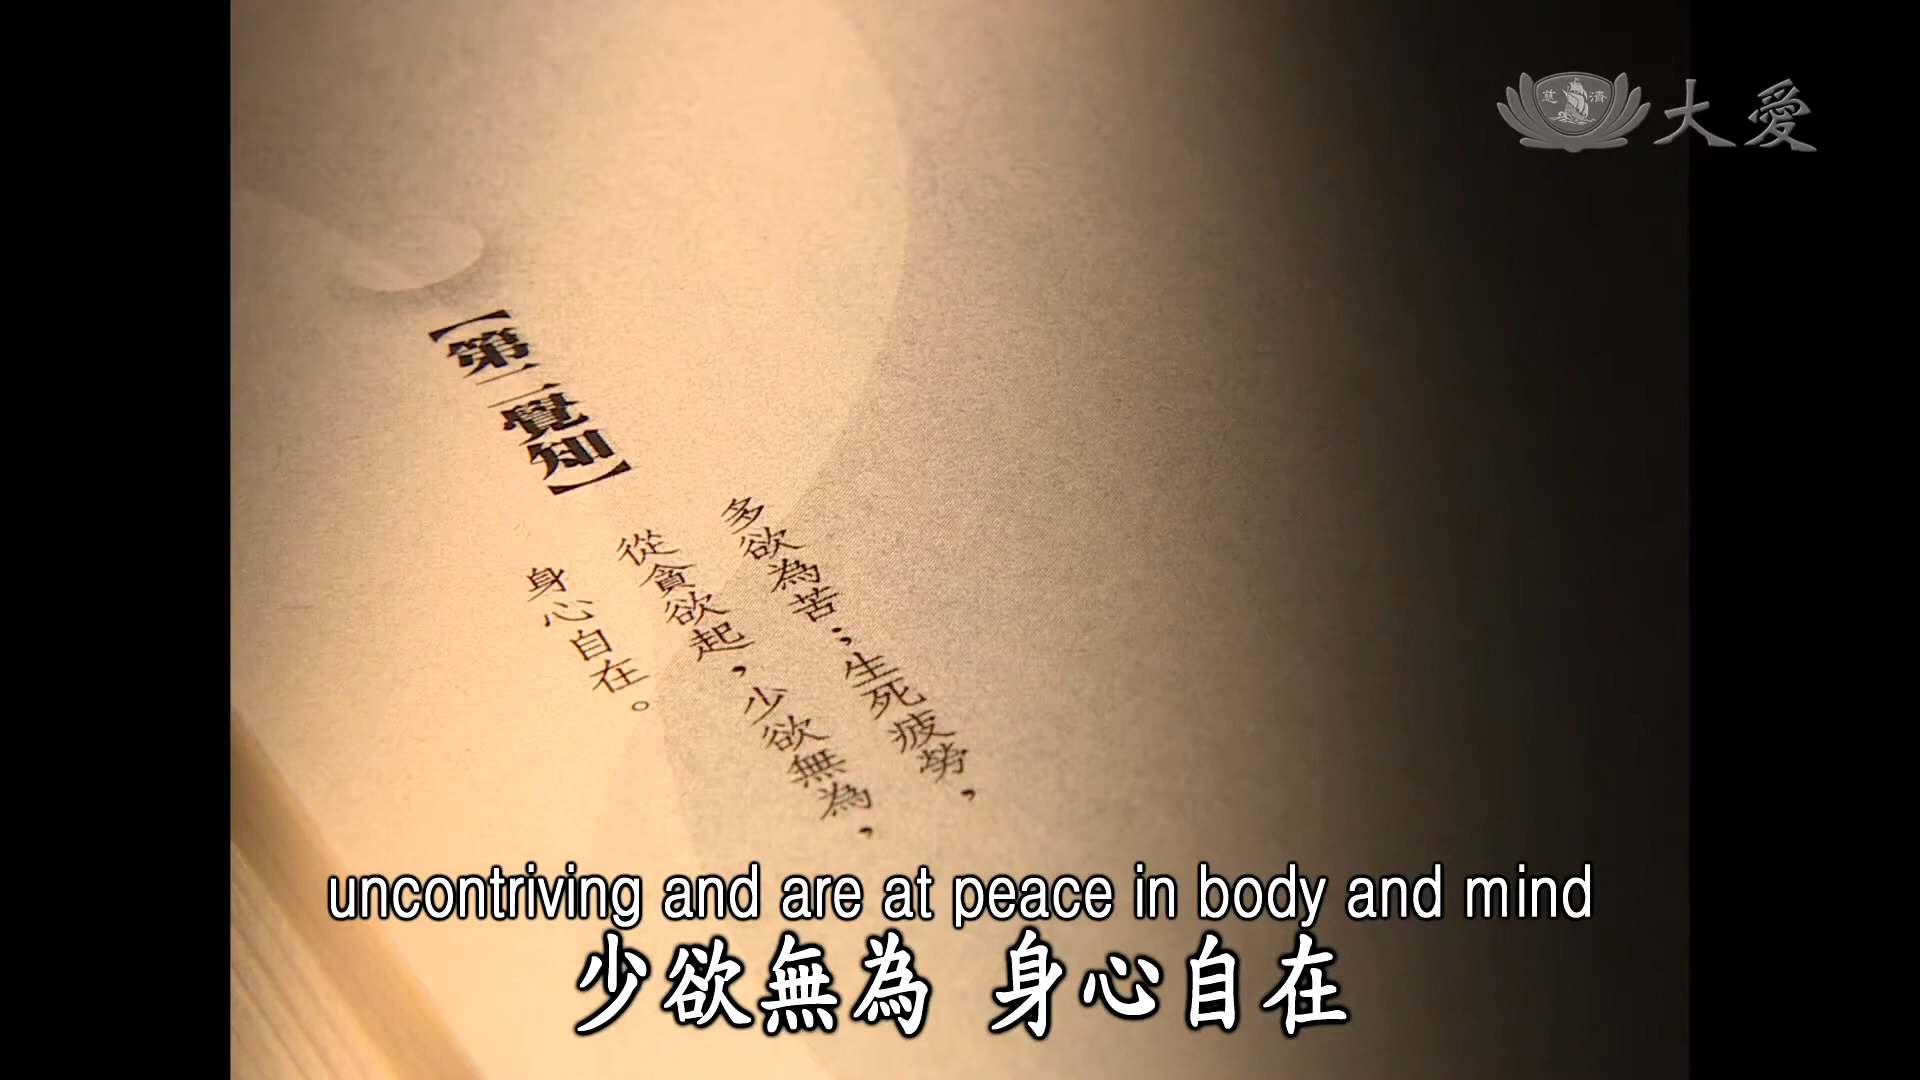 慈濟
大愛
【第二覺知】
多欲為苦；生死疲勞，
從貪欲起，少欲無為，
身心自在。
uncontriving and are at peace in body and mind
少欲無為 身心自在